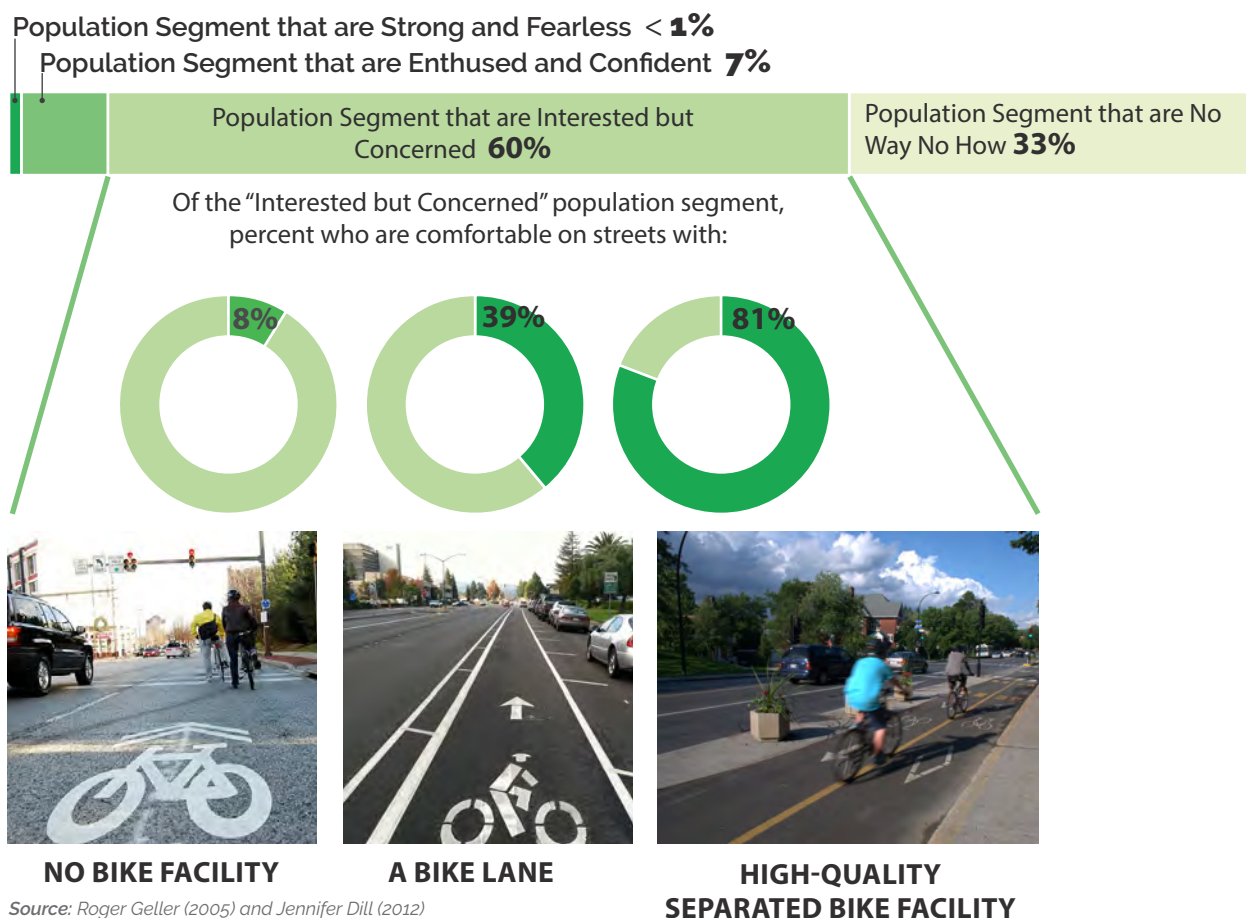 Population Segment that are Strong and Fearless < 1%
Population Segment that are Enthused and Confident 7%
Population Segment that are Interested but
Concerned 60%
Population Segment that are No
Way No How 33%
Of the “Interested but Concerned” population segment,
percent who are comfortable on streets with:
8%
39%
81%
NO BIKE FACILITY
A BIKE LANE
HIGH-QUALITY
SEPARATED BIKE FACILITY
Source: Roger Geller (2005) and Jennifer Dill (2012)